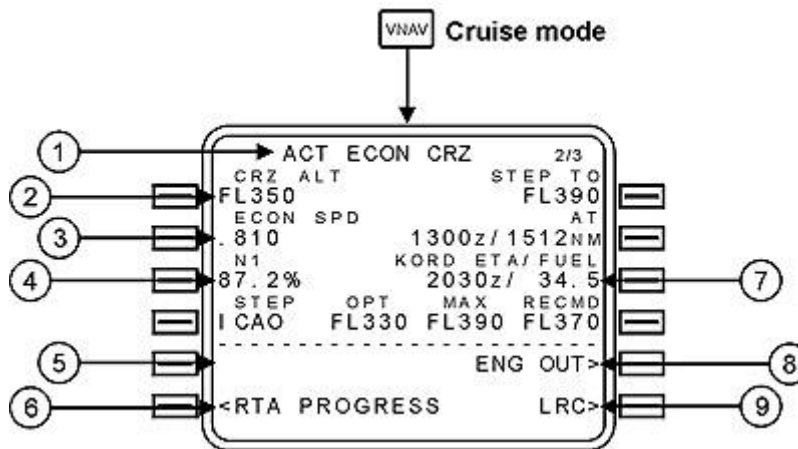 VNAV Cruise mode
1 ACT ECON CRZ 2/3
CRZ ALT STEP TO
2 FL350 FL390
ECON SPD AT
3 .810 1300z/1512NM
N1 KORD ETA/FUEL
4 87.2% 2030z/ 34.5 7
STEP OPT MAX RECMD
ICAO FL330 FL390 FL370
5 ENG OUT> 8
6 <RTA PROGRESS LRC> 9